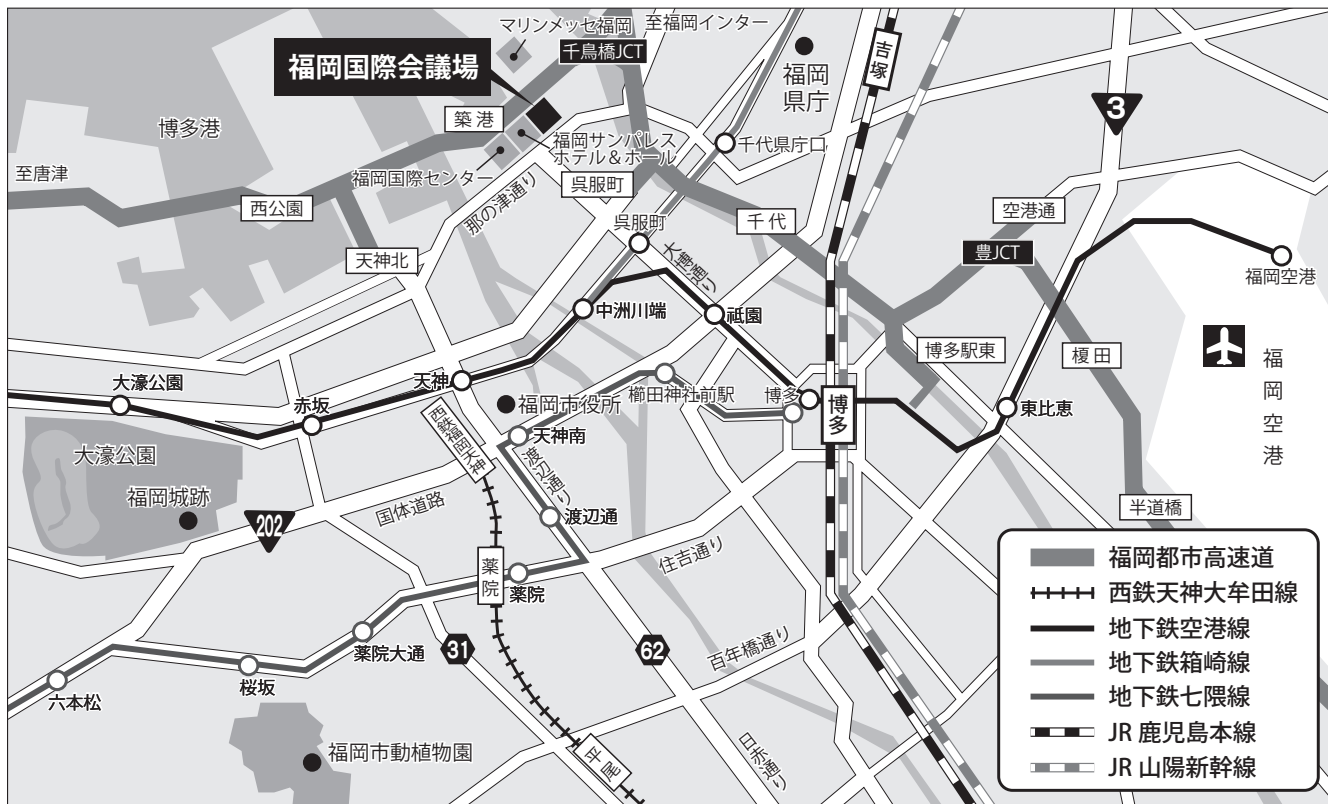 マリンメッセ福岡
至福岡インター
千鳥橋JCT
福岡国際会議場
福岡
県庁
吉塚
3
博多港
築港
福岡サンパレス
ホテル&ホール
千代県庁口
至唐津
福岡国際センター
呉服町
西公園
那の津通り
千代
空港通
呉服町
天神北
大博通り
豊JCT
福岡空港
中洲川端
祇園
博多駅東
榎田
福岡空港
大濠公園
天神
櫛田神社前駅
博多
博多
赤坂
福岡市役所
東比恵
西鉄福岡天神
天神南
大濠公園
渡辺通り
福岡城跡
国体道路
渡辺通
半道橋
202
住吉通り
薬院
薬院
福岡都市高速道
西鉄天神大牟田線
地下鉄空港線
地下鉄箱崎線
地下鉄七隈線
JR 鹿児島本線
JR 山陽新幹線
薬院大通
31
62
百年橋通り
桜坂
六本松
福岡市動植物園
平尾
日赤通り